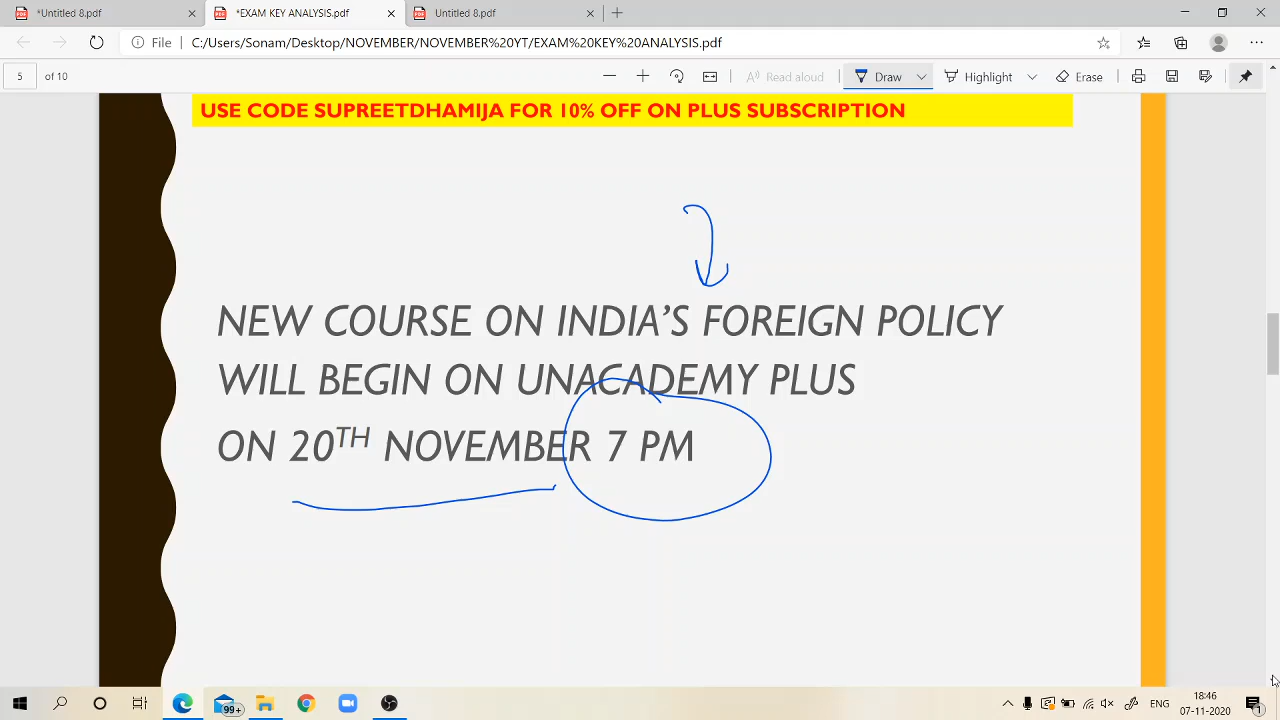 *Untitled 8.pdf
*EXAM KEY ANALYSIS.pdf
Untitled 8.pdf
File C:/Users/Sonam/Desktop/NOVEMBER/NOVEMBER%20YT/EXAM%20KEY%20ANALYSIS.pdf
5 of 10
Read aloud
Draw
Highlight
Erase
USE CODE SUPREETDHAMIJA FOR 10% OFF ON PLUS SUBSCRIPTION
NEW COURSE ON INDIA'S FOREIGN POLICY
WILL BEGIN ON UNACADEMY PLUS
ON 20TH NOVEMBER 7 PM
99+
ENG
18:46
07-11-2020
1